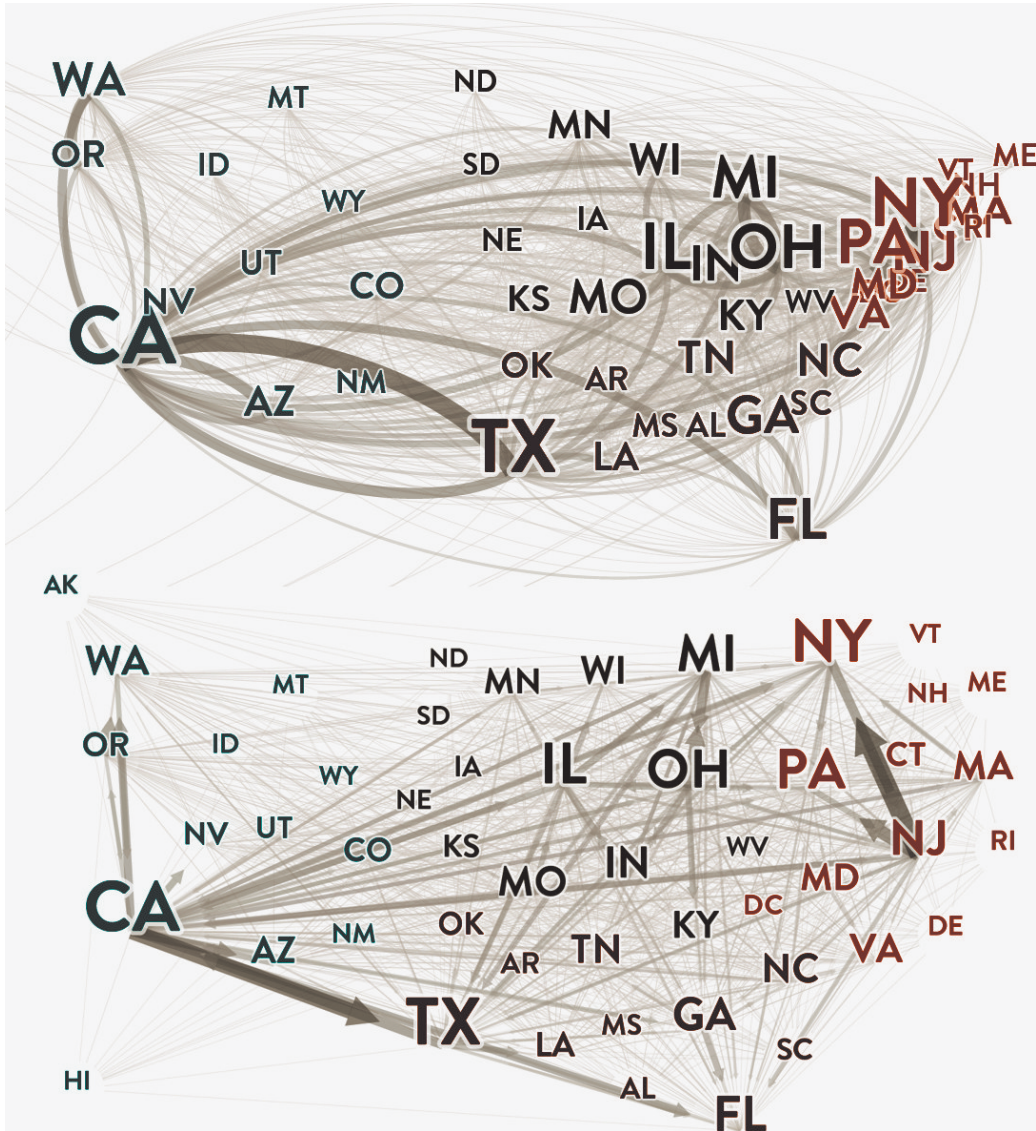 WA
ND
MT
MN
OR
ID
SD
WI
MI
VT
ME
NH
WY
NY
MA
IA
RI
NE
IL
IN
OH
PA
NJ
UT
CO
NV
KS
MO
MD
DE
KY
WV
VA
CA
OK
TN
NC
NM
AR
AZ
SC
TX
MS
AL
GA
LA
FL
AK
WA
ND
MT
MN
WI
MI
NY
VT
ME
NH
OR
ID
SD
WY
IA
IL
OH
PA
CT
MA
NE
NV
UT
CO
KS
MO
IN
WV
MD
NJ
RI
CA
DC
DE
AZ
NM
OK
AR
TN
KY
NC
VA
TX
LA
MS
GA
SC
HI
AL
FL